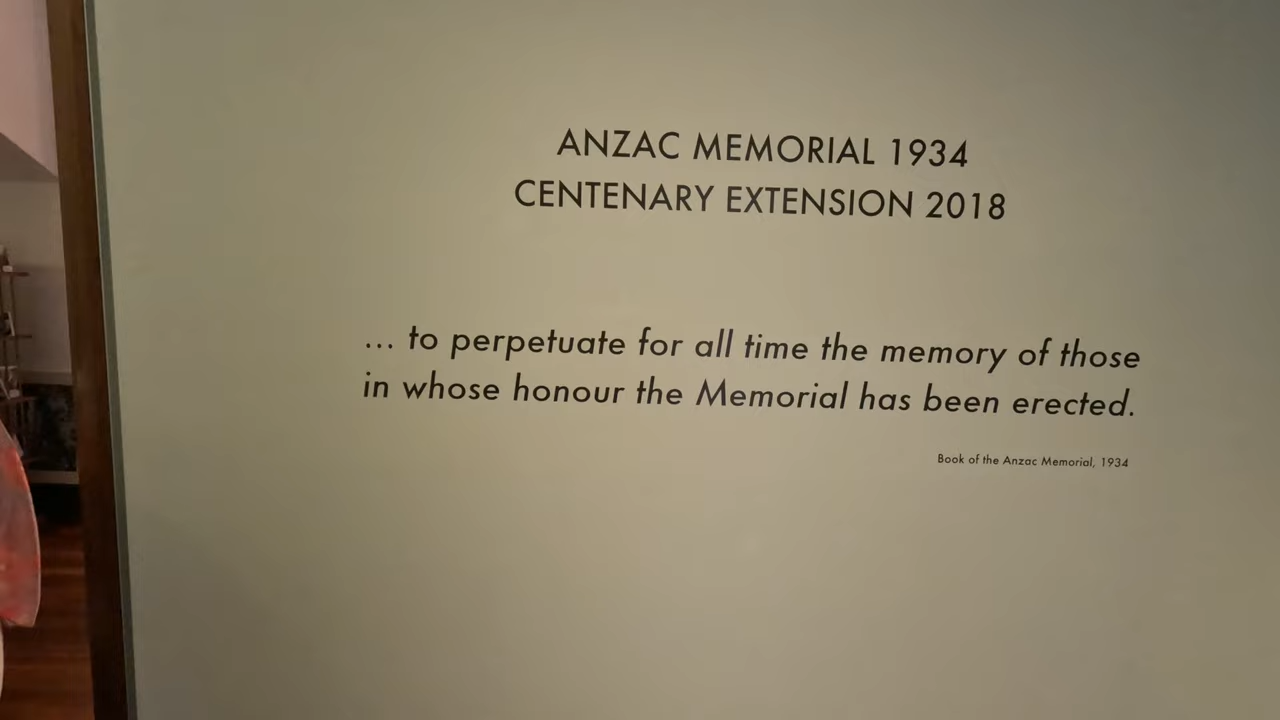 ANZAC MEMORIAL 1934
CENTENARY EXTENSION 2018
... to perpetuate for all time the memory of those
in whose honour the Memorial has been erected.
Book of the Anzac Memorial, 1934